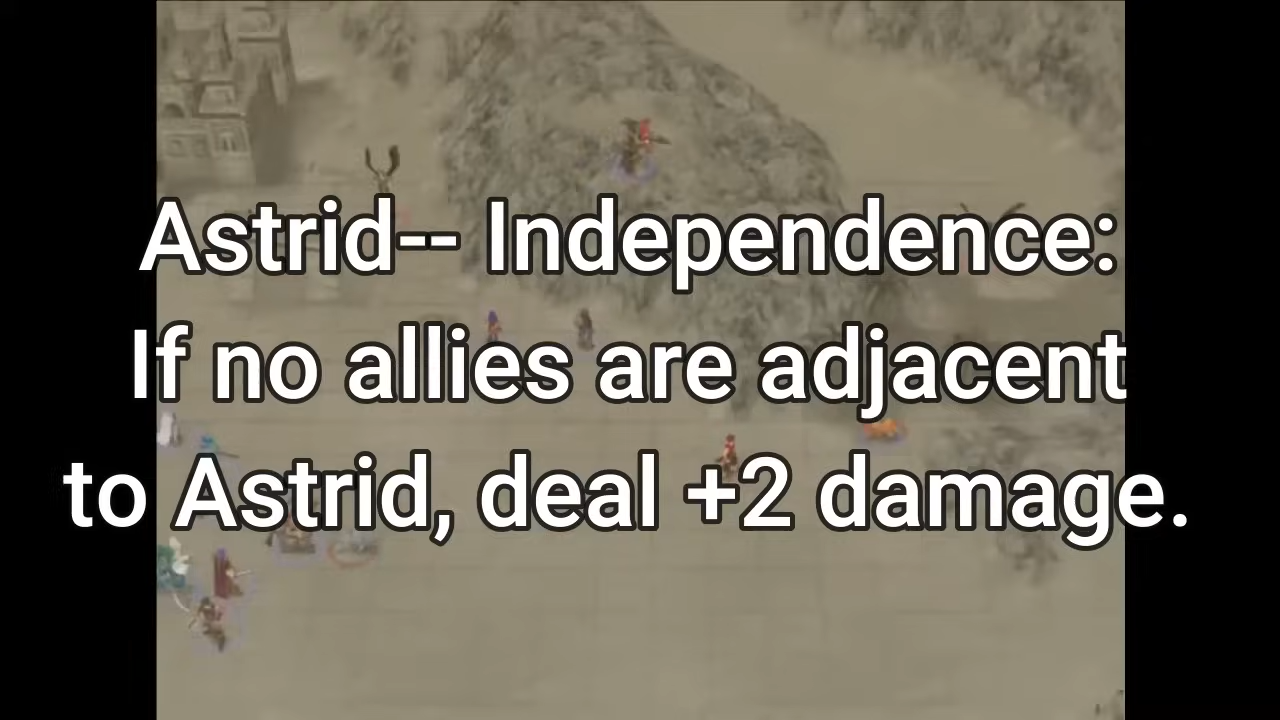 Astrid-- Independence:
If no allies are adjacent
to Astrid, deal +2 damage.